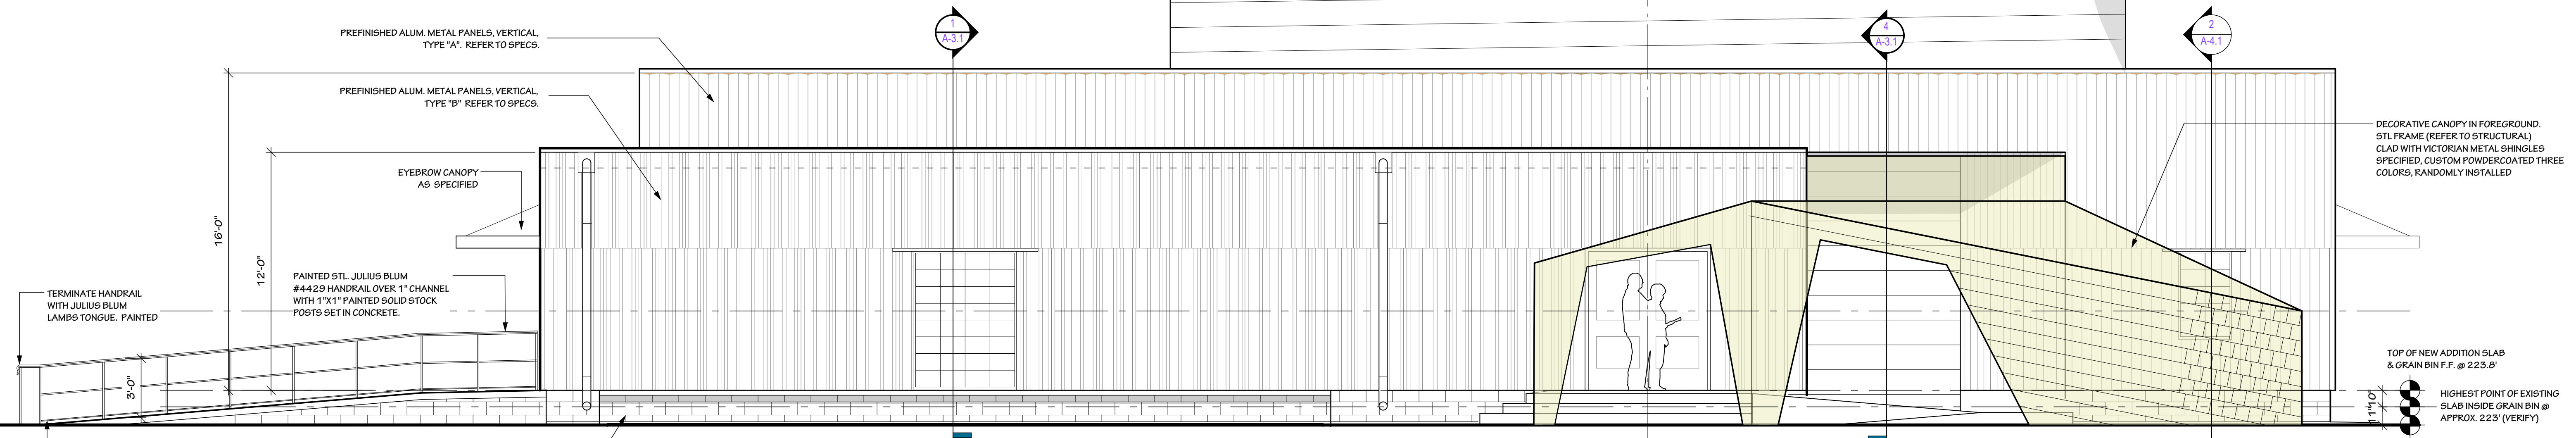 PREFINISHED ALUM. METAL PANELS, VERTICAL,
TYPE "A". REFER TO SPECS.
1
A-3.1
4
A-3.1
2
A-4.1
PREFINISHED ALUM. METAL PANELS, VERTICAL,
TYPE "B" REFER TO SPECS.
DECORATIVE CANOPY IN FOREGROUND.
STL FRAME (REFER TO STRUCTURAL)
CLAD WITH VICTORIAN METAL SHINGLES
SPECIFIED, CUSTOM POWDERCOATED THREE
COLORS, RANDOMLY INSTALLED
EYEBROW CANOPY
AS SPECIFIED
16'-0"
12'-0"
PAINTED STL. JULIUS BLUM
#4429 HANDRAIL OVER 1" CHANNEL
WITH 1"X1" PAINTED SOLID STOCK
POSTS SET IN CONCRETE.
TERMINATE HANDRAIL
WITH JULIUS BLUM
LAMBS TONGUE. PAINTED
3'-0"
TOP OF NEW ADDITION SLAB
& GRAIN BIN F.F. @ 223.8'
1'-10"
HIGHEST POINT OF EXISTING
SLAB INSIDE GRAIN BIN @
APPROX. 223' (VERIFY)